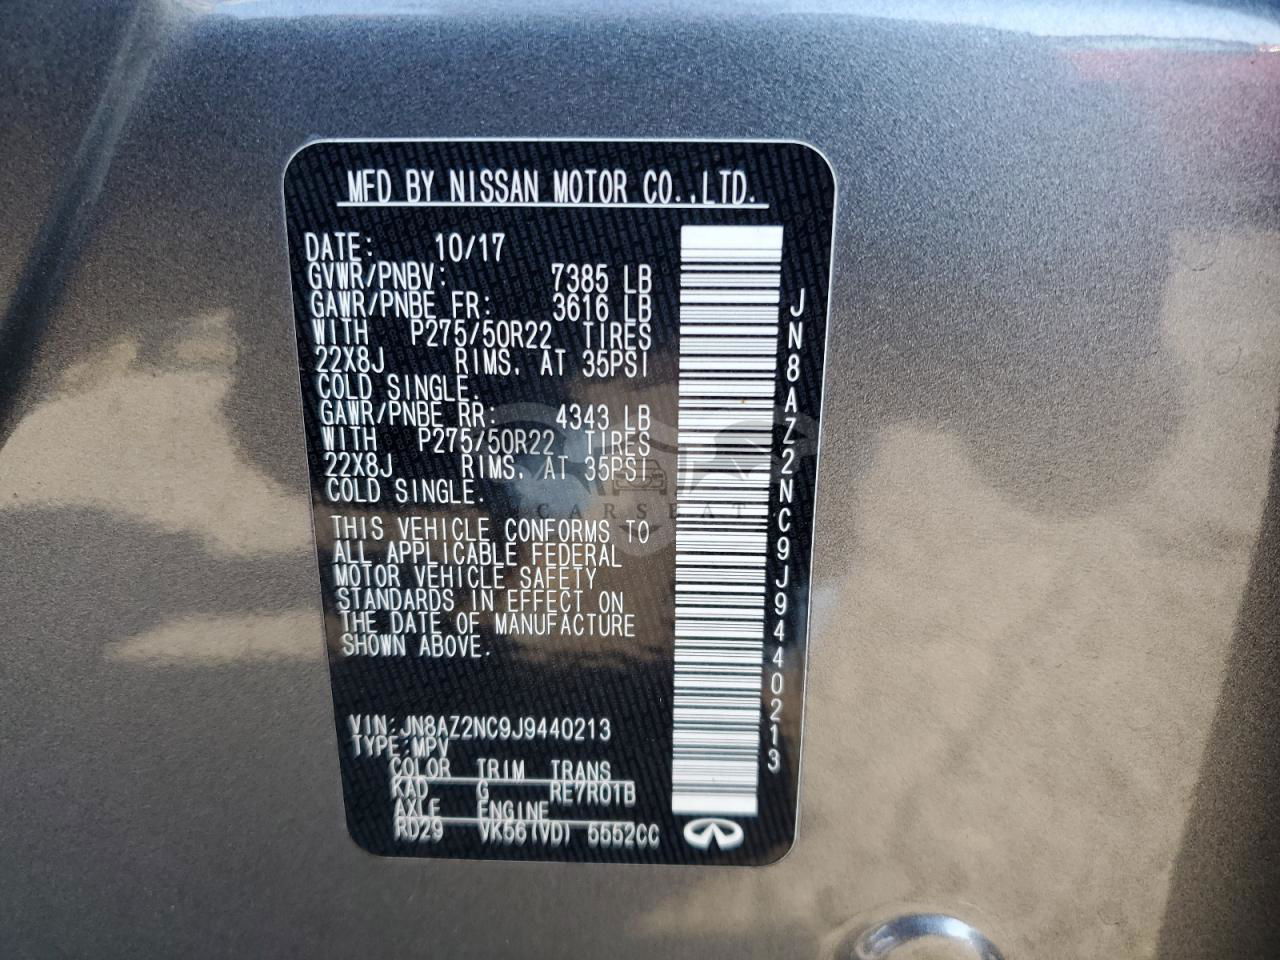 MFD BY NISSAN MOTOR CO.,LTD.
DATE: 10/17
GVWR/PNBV: 7385 LB
GAWR/PNBE FR: 3616 LB
WITH P275/50R22 TIRES
22X8J RIMS, AT 35PSI
COLD SINGLE.
GAWR/PNBE RR: 4343 LB
WITH P275/50R22 TIRES
22X8J RIMS, AT 35PSI
COLD SINGLE.
THIS VEHICLE CONFORMS TO
ALL APPLICABLE FEDERAL
MOTOR VEHICLE SAFETY
STANDARDS IN EFFECT ON
THE DATE OF MANUFACTURE
SHOWN ABOVE.
VIN:JN8AZ2NC9J9440213
TYPE:MPV
COLOR TRIM TRANS
KAD G RE7R01B
AXLE ENGINE
RD29 VK56(VD) 5552CC
JN8AZ2NC9J9440213
CARSEAT